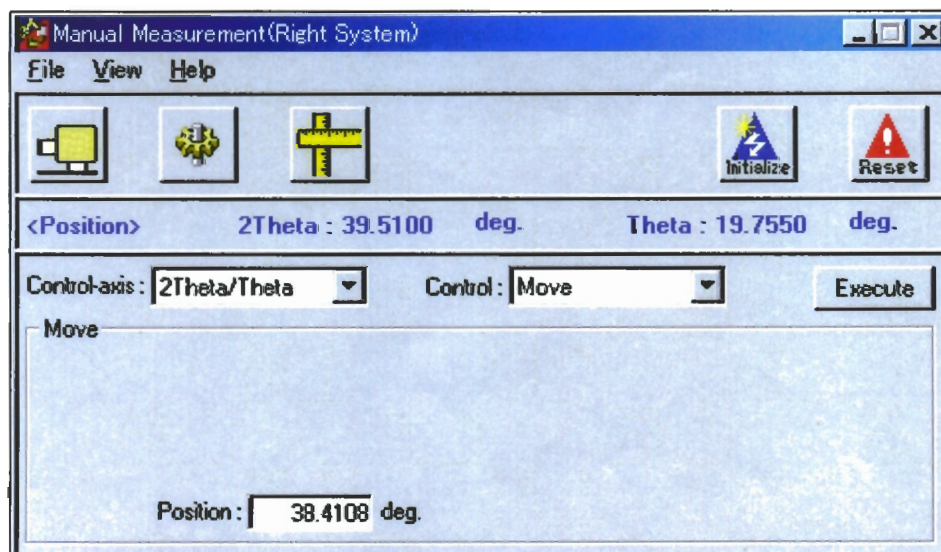 Manual Measurement(Right System)
File View Help
Initialize Reset
<Position> 2Theta : 39.5100 deg. Theta : 19.7550 deg.
Control-axis : 2Theta/Theta Control : Move Execute
Move
Position : 38.4108 deg.